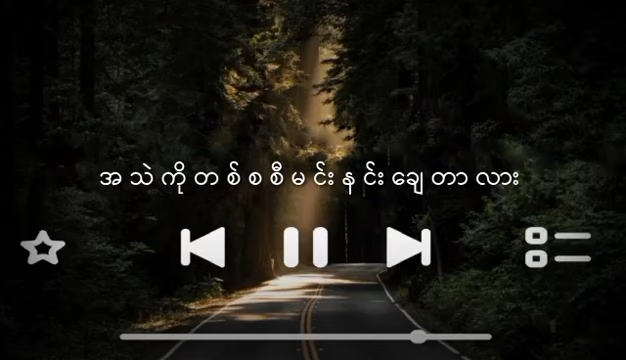 အ သဲ ကို တ စ် စ စီ မ င်း န င်း ချေ တာ လား